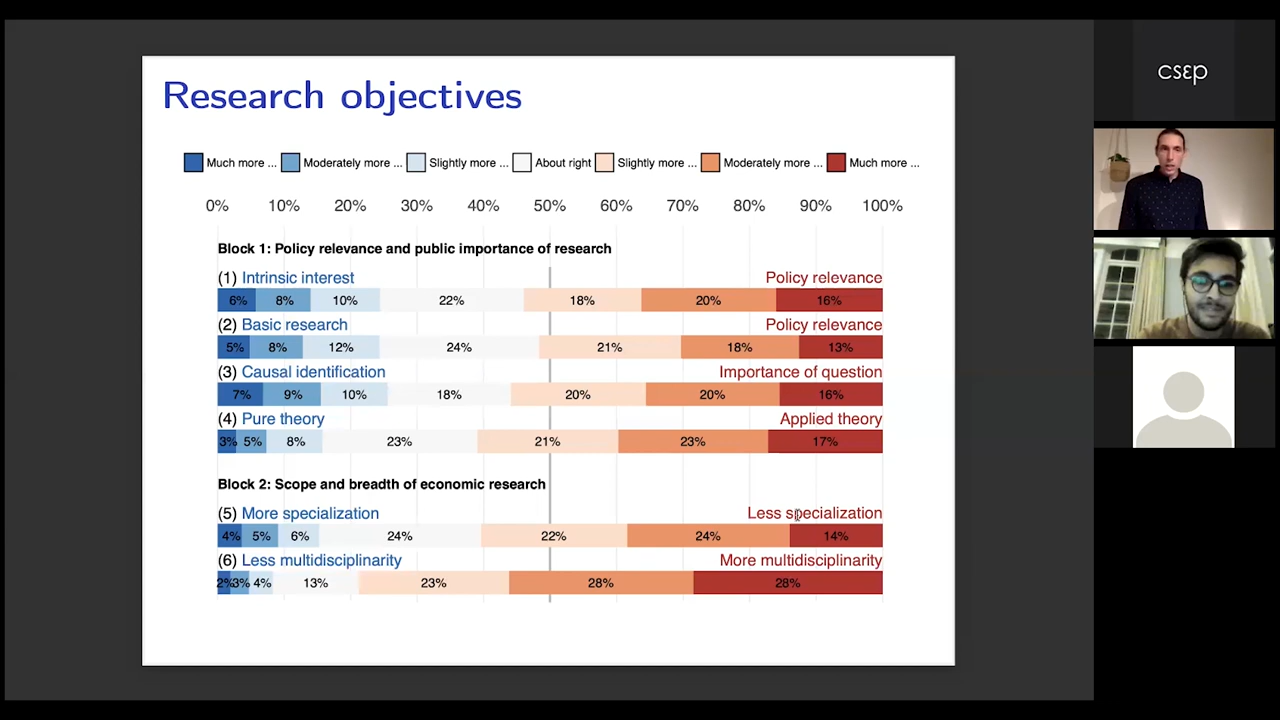 Research objectives
Much more ... Moderately more ... Slightly more ... About right Slightly more ... Moderately more ... Much more ...
0% 10% 20% 30% 40% 50% 60% 70% 80% 90% 100%
Block 1: Policy relevance and public importance of research
(1) Intrinsic interest Policy relevance
6% 8% 10% 22% 18% 20% 16%
(2) Basic research Policy relevance
5% 8% 12% 24% 21% 18% 13%
(3) Causal identification Importance of question
7% 9% 10% 18% 20% 20% 16%
(4) Pure theory Applied theory
3% 5% 8% 23% 21% 23% 17%
Block 2: Scope and breadth of economic research
(5) More specialization Less specialization
4% 5% 6% 24% 22% 24% 14%
(6) Less multidisciplinarity More multidisciplinarity
2% 3% 4% 13% 23% 28% 28%
csεp